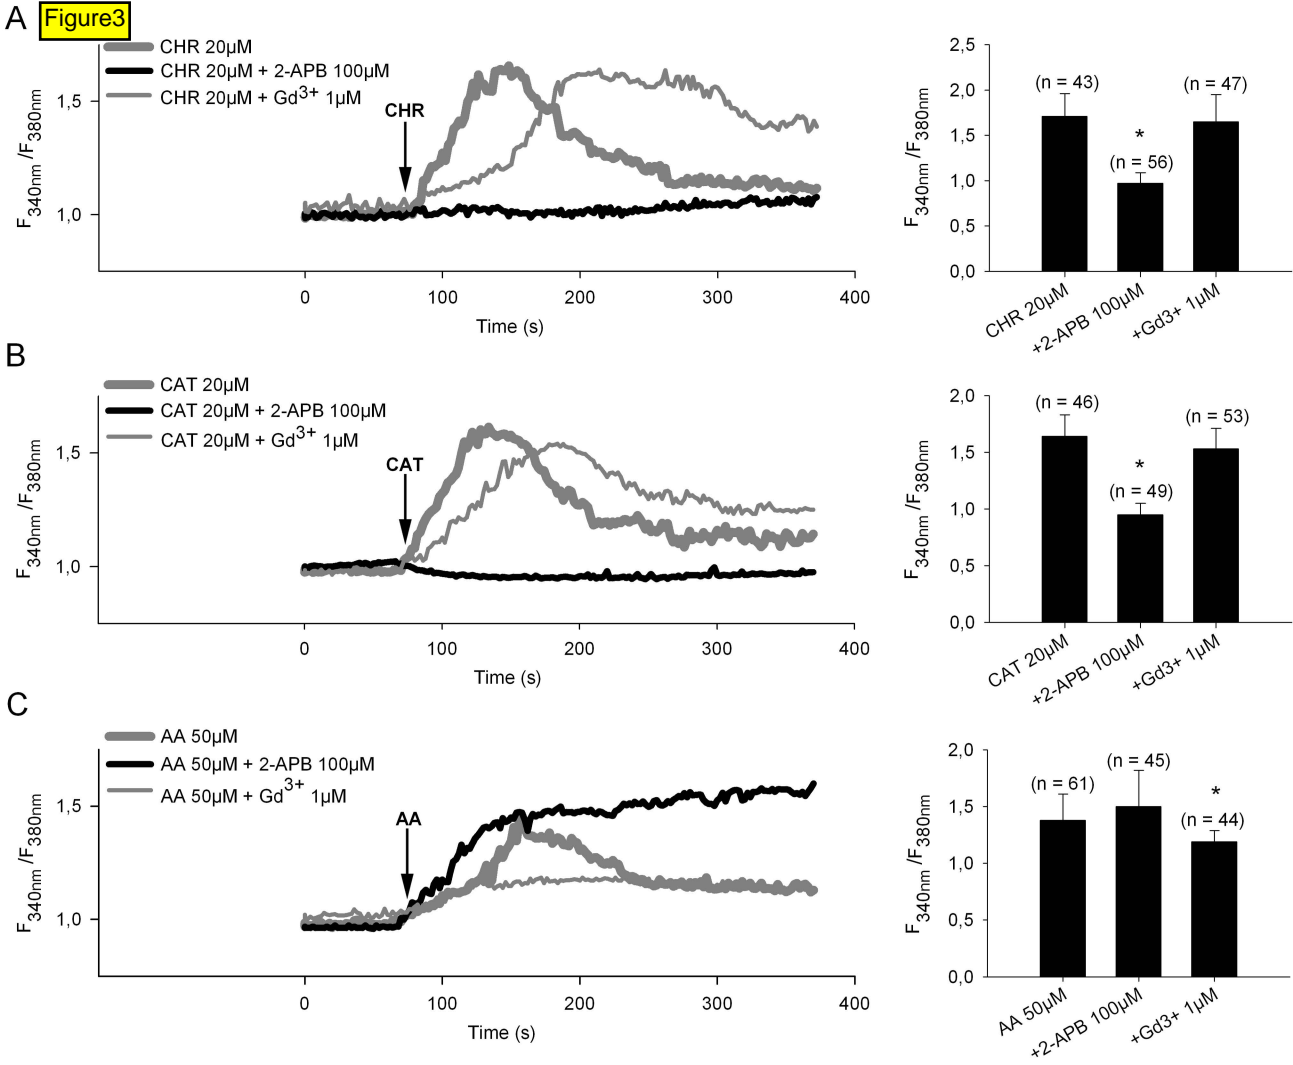 A
Figure3
CHR 20µM
CHR 20µM + 2-APB 100µM
CHR 20µM + Gd3+ 1µM
CHR
F340nm /F380nm
1,5
1,0
0 100 200 300 400
Time (s)
2,5
2,0
1,5
1,0
0,5
0,0
F340nm /F380nm
(n = 43)
*
(n = 56)
(n = 47)
CHR 20µM
+2-APB 100µM
+Gd3+ 1µM
B
CAT 20µM
CAT 20µM + 2-APB 100µM
CAT 20µM + Gd3+ 1µM
CAT
F340nm /F380nm
1,5
1,0
0 100 200 300 400
Time (s)
2,0
1,5
1,0
0,5
0,0
F340nm /F380nm
(n = 46)
*
(n = 49)
(n = 53)
CAT 20µM
+2-APB 100µM
+Gd3+ 1µM
C
AA 50µM
AA 50µM + 2-APB 100µM
AA 50µM + Gd3+ 1µM
AA
F340nm /F380nm
1,5
1,0
0 100 200 300 400
Time (s)
2,0
1,5
1,0
0,5
0,0
F340nm /F380nm
(n = 61)
(n = 45)
*
(n = 44)
AA 50µM
+2-APB 100µM
+Gd3+ 1µM